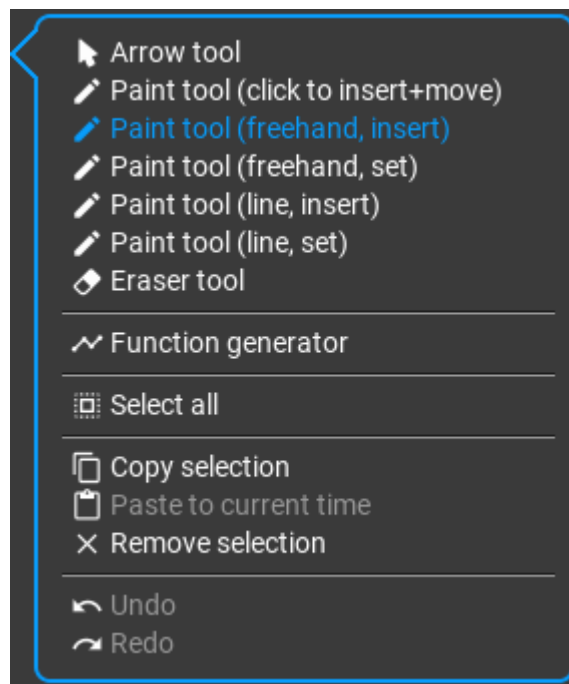 Arrow tool
Paint tool (click to insert+move)
Paint tool (freehand, insert)
Paint tool (freehand, set)
Paint tool (line, insert)
Paint tool (line, set)
Eraser tool
Function generator
Select all
Copy selection
Paste to current time
Remove selection
Undo
Redo